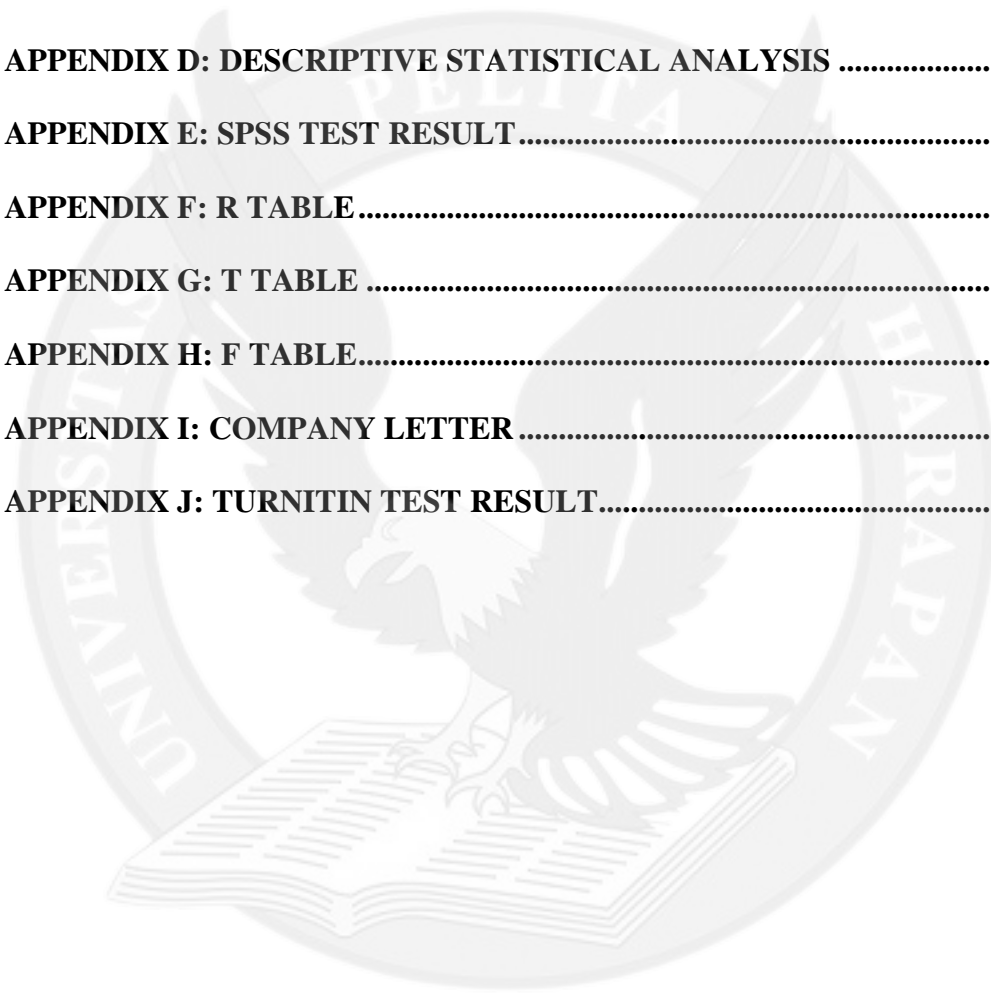 APPENDIX D: DESCRIPTIVE STATISTICAL ANALYSIS ...................
APPENDIX E: SPSS TEST RESULT ............................................................
APPENDIX F: R TABLE ................................................................................
APPENDIX G: T TABLE ...............................................................................
APPENDIX H: F TABLE ................................................................................
APPENDIX I: COMPANY LETTER ............................................................
APPENDIX J: TURNITIN TEST RESULT ..................................................
UNIVERSITAS PELITA HARAPAN